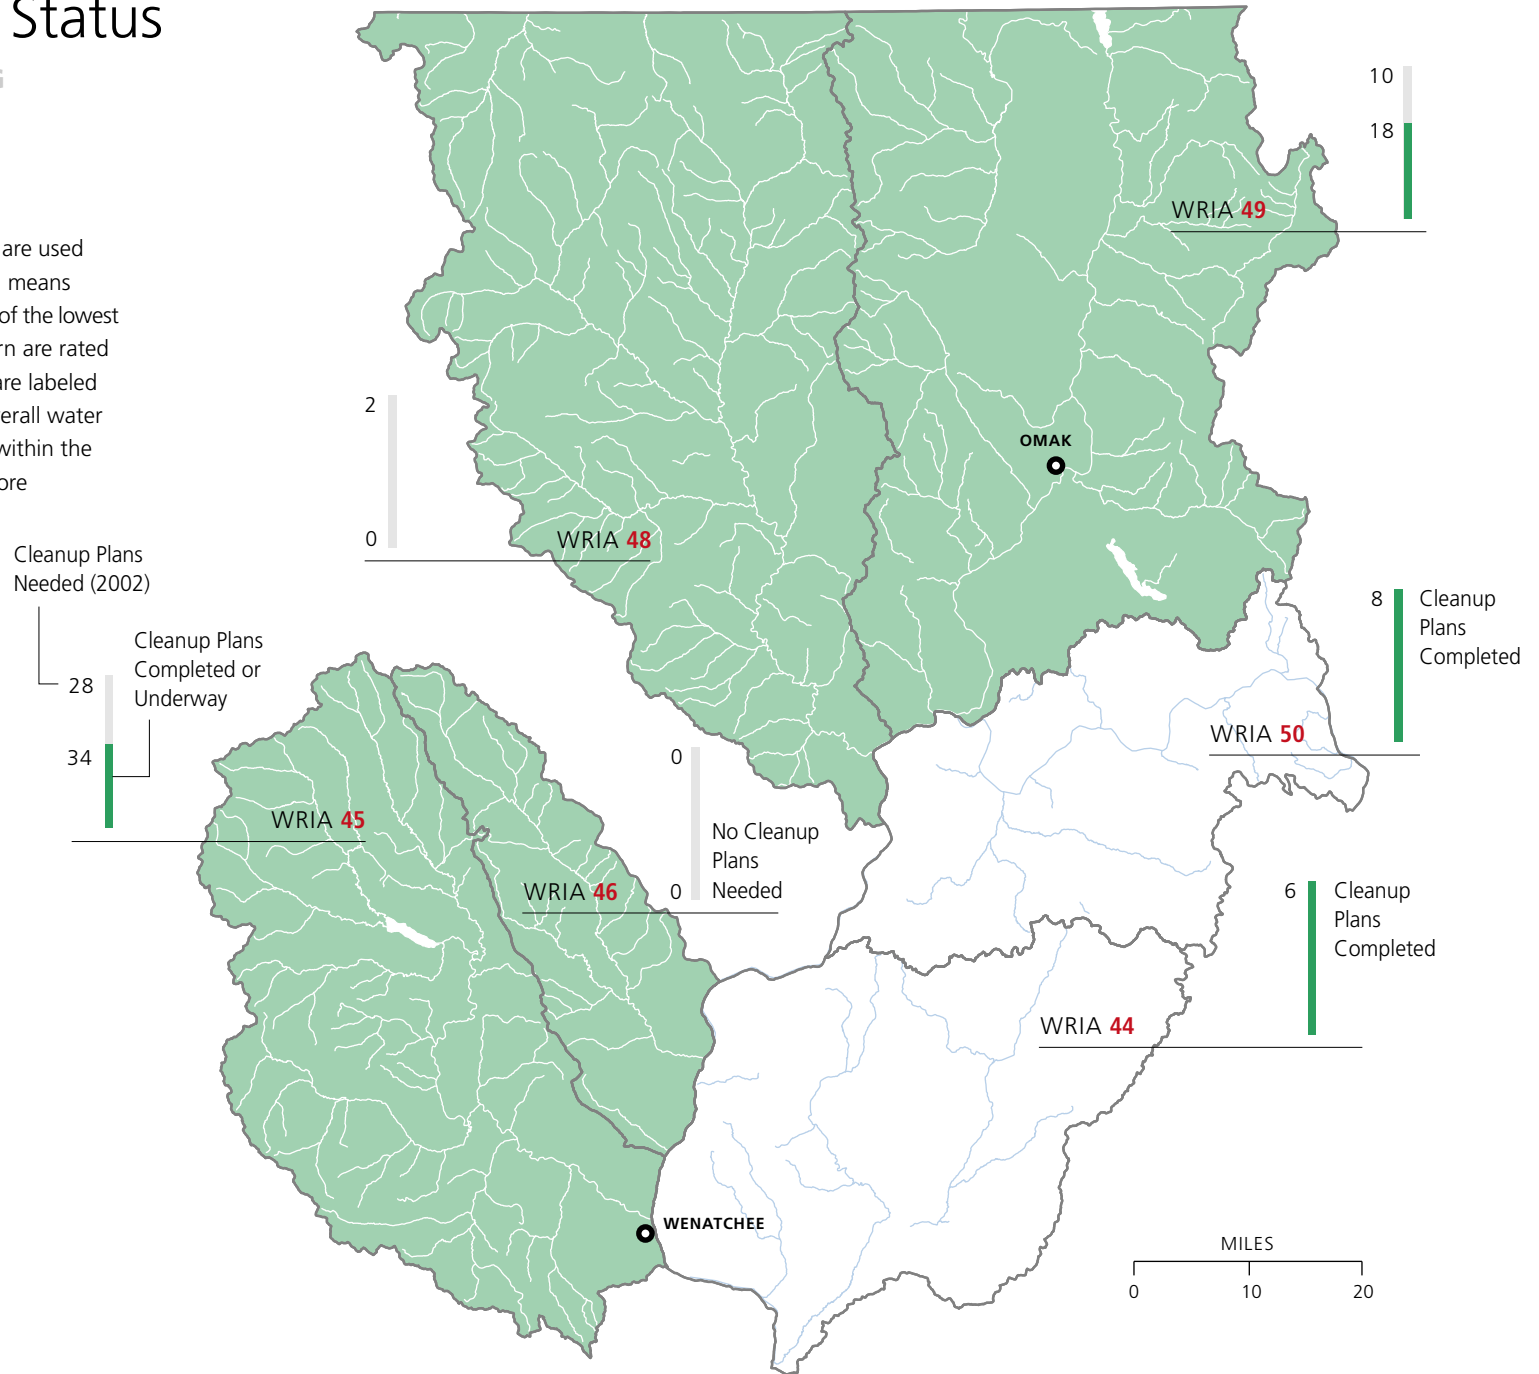 Status
are used
means
of the lowest
rn are rated
are labeled
erall water
within the
ore
Cleanup Plans
Needed (2002)
Cleanup Plans
Completed or
Underway
28
34
WRIA 45
2
0
WRIA 48
10
18
WRIA 49
OMAK
8
Cleanup
Plans
Completed
WRIA 50
0
0
No Cleanup
Plans
Needed
WRIA 46
6
Cleanup
Plans
Completed
WRIA 44
WENATCHEE
MILES
0 10 20